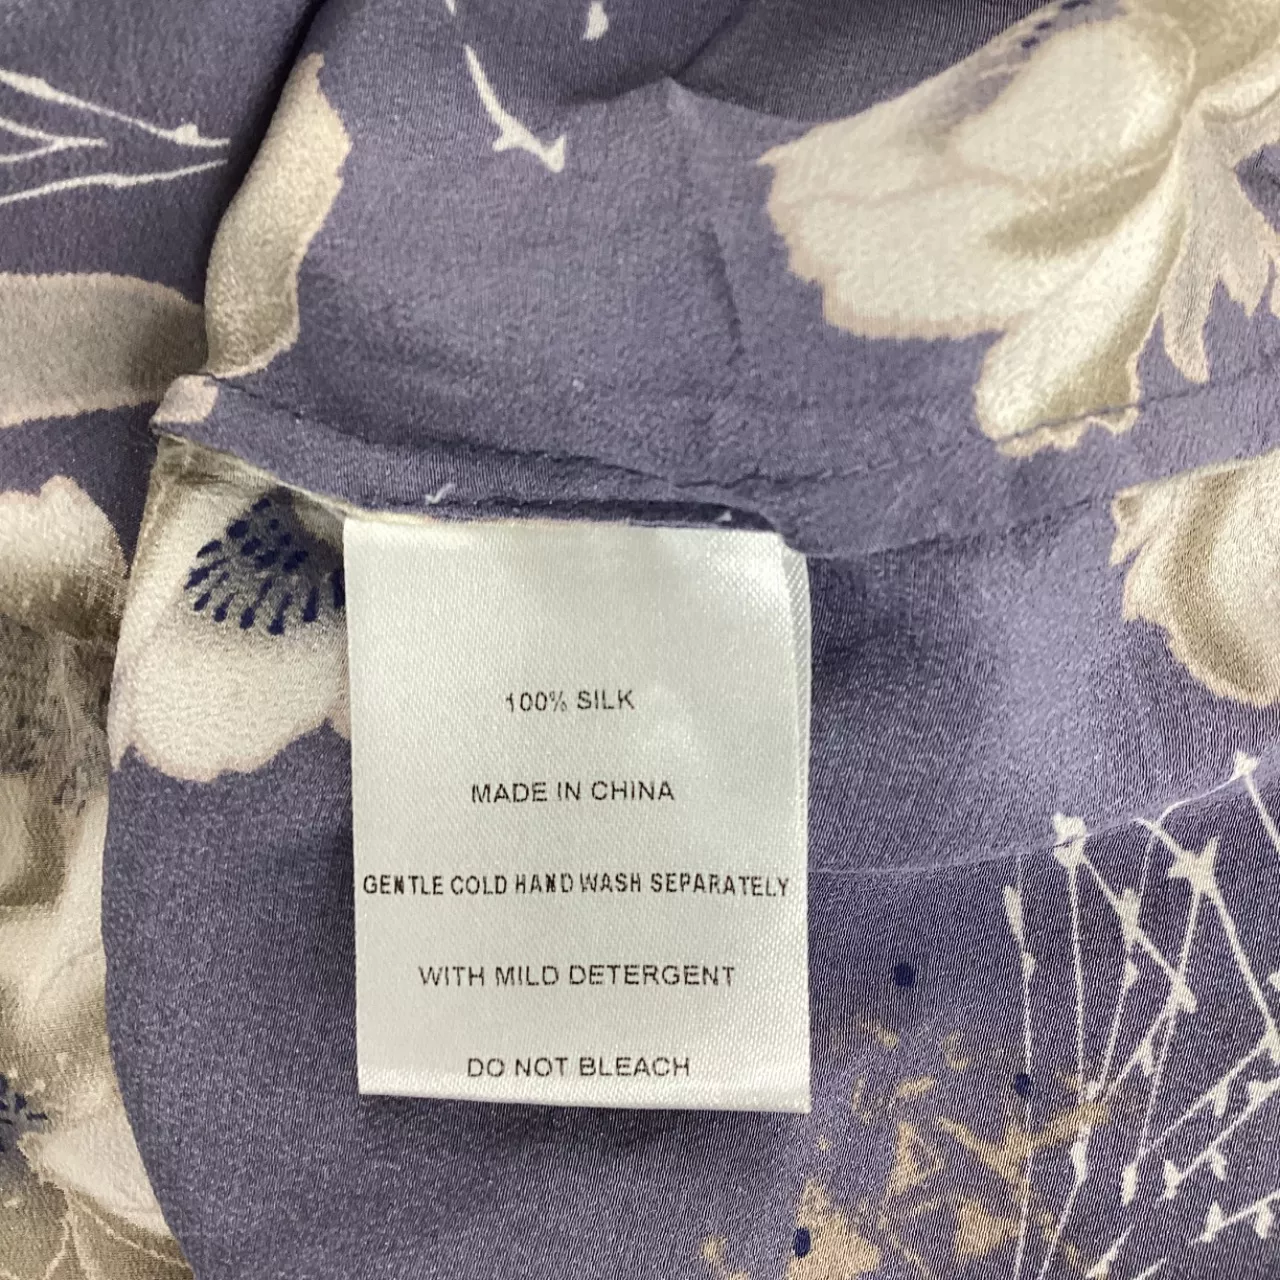 100% SILK
MADE IN CHINA
GENTLE COLD HAND WASH SEPARATELY
WITH MILD DETERGENT
DO NOT BLEACH